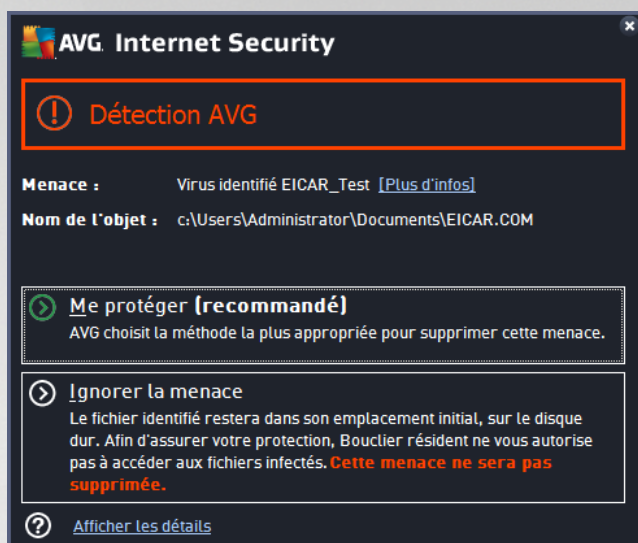 AVG. Internet Security
Détection AVG
Menace : Virus identifié EICAR_Test [Plus d'infos]
Nom de l'objet : c:\Users\Administrator\Documents\EICAR.COM
Me protéger (recommandé)
AVG choisit la méthode la plus appropriée pour supprimer cette menace.
Ignorer la menace
Le fichier identifié restera dans son emplacement initial, sur le disque
dur. Afin d'assurer votre protection, Bouclier résident ne vous autorise
pas à accéder aux fichiers infectés. Cette menace ne sera pas
supprimée.
Afficher les détails